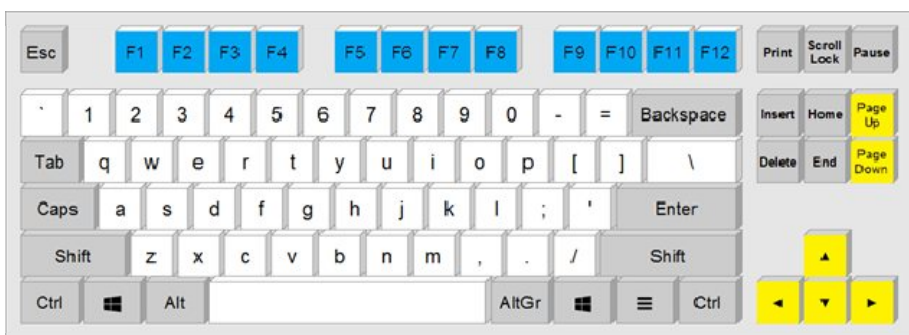 Esc F1 F2 F3 F4 F5 F6 F7 F8 F9 F10 F11 F12 Print Scroll Lock Pause
` 1 2 3 4 5 6 7 8 9 0 - = Backspace Insert Home Page Up
Tab q w e r t y u i o p [ ] \ Delete End Page Down
Caps a s d f g h j k l ; ' Enter
Shift z x c v b n m , . / Shift ▲
Ctrl Alt AltGr ☰ Ctrl ◄ ▼ ►